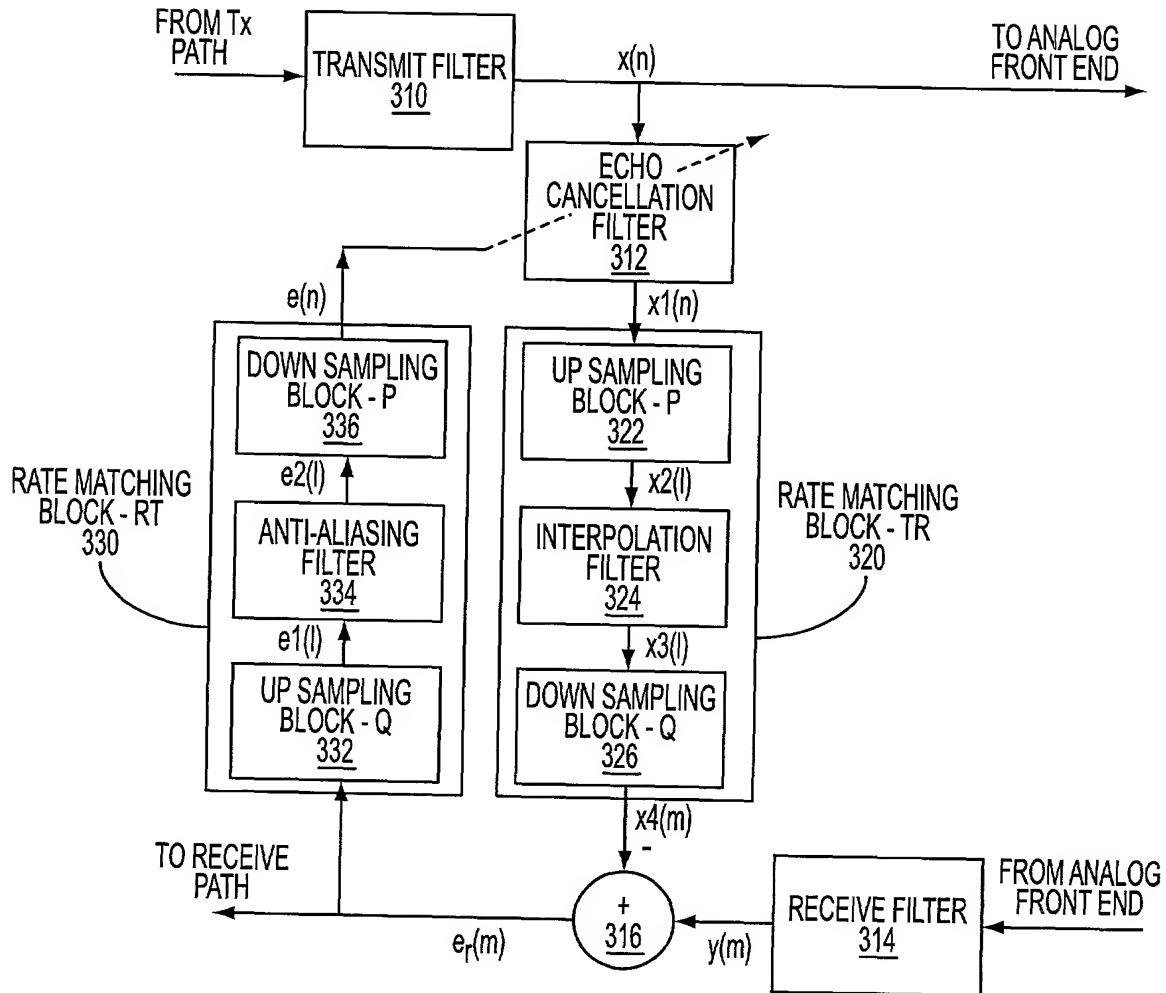 FROM Tx
PATH
TRANSMIT FILTER
310
x(n)
TO ANALOG
FRONT END
ECHO
CANCELLATION
FILTER
312
e(n)
x1(n)
DOWN SAMPLING
BLOCK - P
336
UP SAMPLING
BLOCK - P
322
e2(l)
x2(l)
RATE MATCHING
BLOCK - RT
330
ANTI-ALIASING
FILTER
334
INTERPOLATION
FILTER
324
RATE MATCHING
BLOCK - TR
320
e1(l)
x3(l)
UP SAMPLING
BLOCK - Q
332
DOWN SAMPLING
BLOCK - Q
326
x4(m)
-
TO RECEIVE
PATH
+
316
er(m)
y(m)
RECEIVE FILTER
314
FROM ANALOG
FRONT END